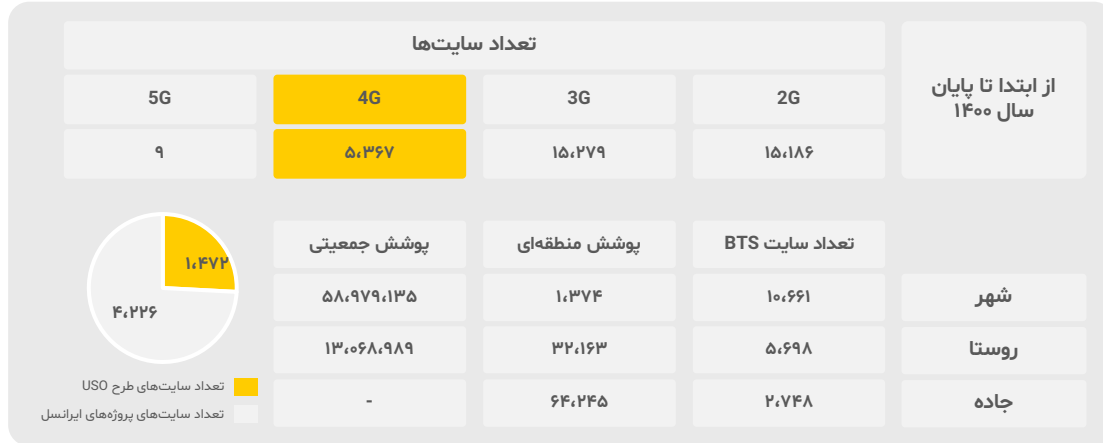 از ابتدا تا پایان
سال ۱۴۰۰
تعداد سایت‌ها
2G 3G 4G 5G
۱۵،۱۸۶ ۱۵،۲۷۹ ۵،۳۶۷ ۹
تعداد سایت BTS پوشش منطقه‌ای پوشش جمعیتی
شهر ۱۰،۶۶۱ ۱،۳۷۴ ۵۸،۹۷۹،۱۳۵
روستا ۵،۶۹۸ ۳۲،۱۶۳ ۱۳،۰۶۸،۹۸۹
جاده ۲،۷۴۸ ۶۴،۲۴۵ -
۱،۴۷۲
۴،۲۲۶
تعداد سایت‌های طرح USO
تعداد سایت‌های پروژه‌های ایرانسل